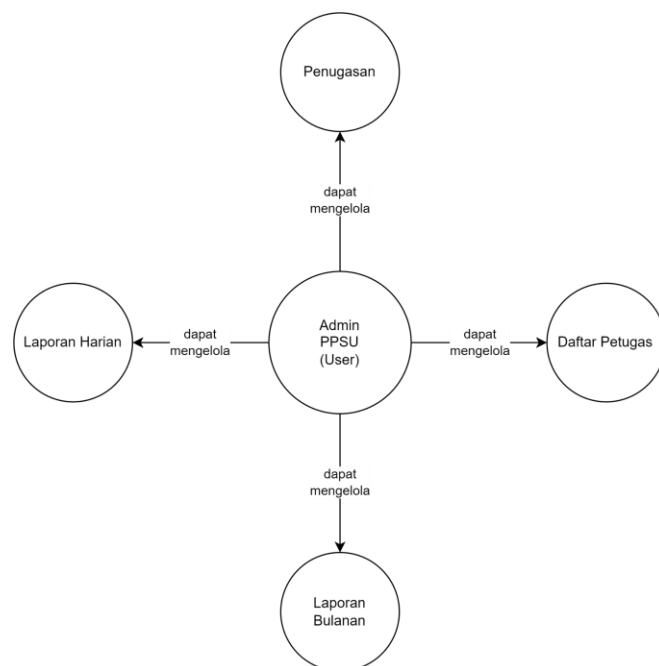 Penugasan
dapat
mengelola
Laporan Harian
dapat
mengelola
Admin
PPSU
(User)
dapat
mengelola
Daftar Petugas
dapat
mengelola
Laporan
Bulanan